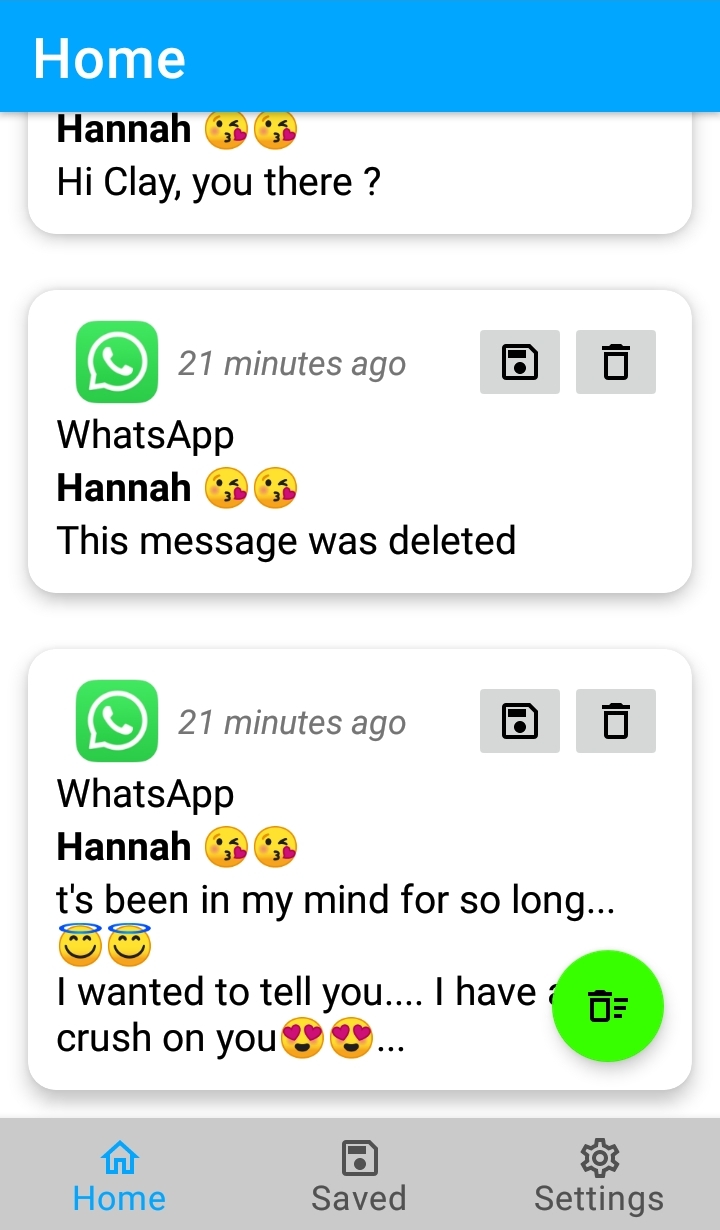 Home
Hannah 😘😘
Hi Clay, you there ?
21 minutes ago
WhatsApp
Hannah 😘😘
This message was deleted
21 minutes ago
WhatsApp
Hannah 😘😘
t's been in my mind for so long...
😇😇
I wanted to tell you.... I have a
crush on you😍😍...
Home
Saved
Settings